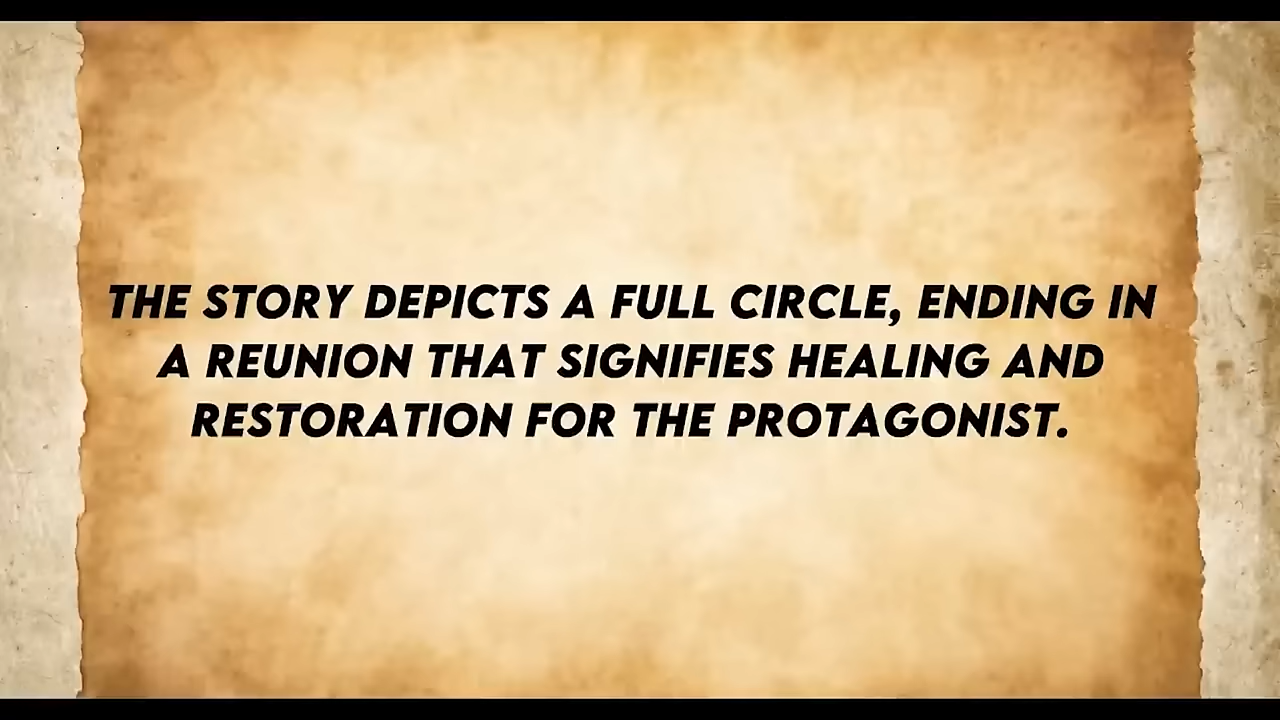 THE STORY DEPICTS A FULL CIRCLE, ENDING IN
A REUNION THAT SIGNIFIES HEALING AND
RESTORATION FOR THE PROTAGONIST.